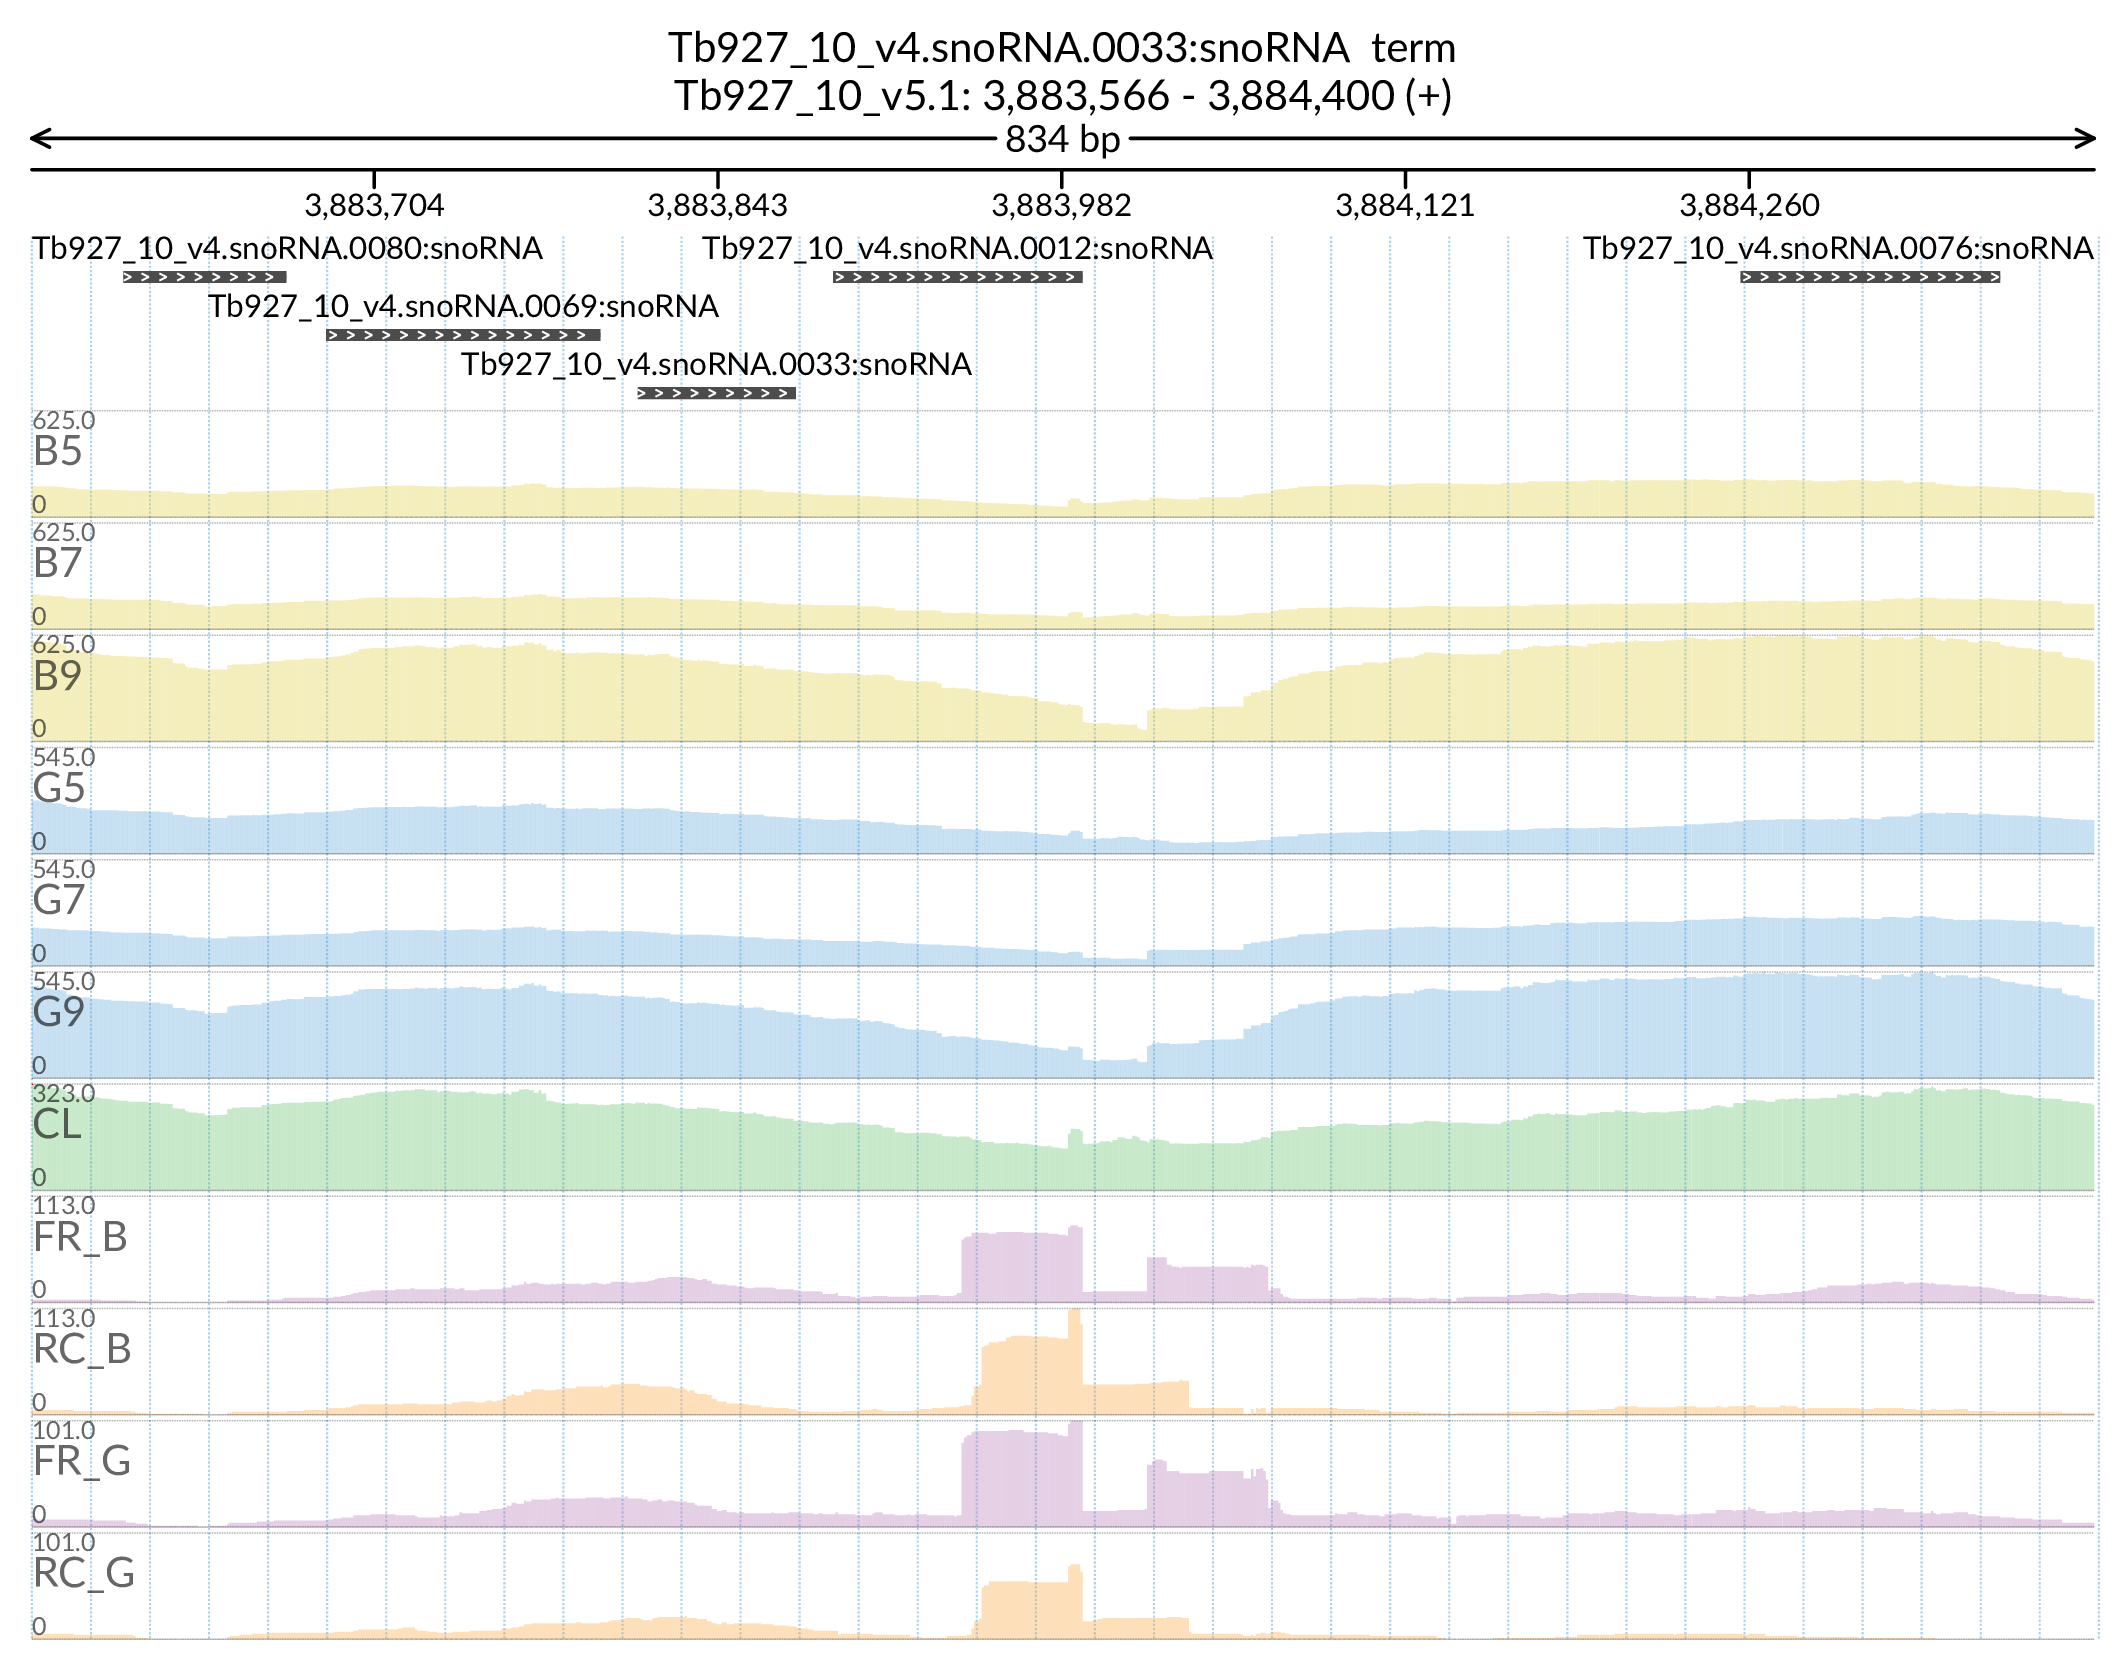 Tb927_10_v4.snoRNA.0033:snoRNA  term
Tb927_10_v5.1: 3,883,566 - 3,884,400 (+)
834 bp
3,883,704 3,883,843 3,883,982 3,884,121 3,884,260
Tb927_10_v4.snoRNA.0080:snoRNA Tb927_10_v4.snoRNA.0012:snoRNA Tb927_10_v4.snoRNA.0076:snoRNA
Tb927_10_v4.snoRNA.0069:snoRNA
Tb927_10_v4.snoRNA.0033:snoRNA
625.0
B5
0
625.0
B7
0
625.0
B9
0
545.0
G5
0
545.0
G7
0
545.0
G9
0
323.0
CL
0
113.0
FR_B
0
113.0
RC_B
0
101.0
FR_G
0
101.0
RC_G
0